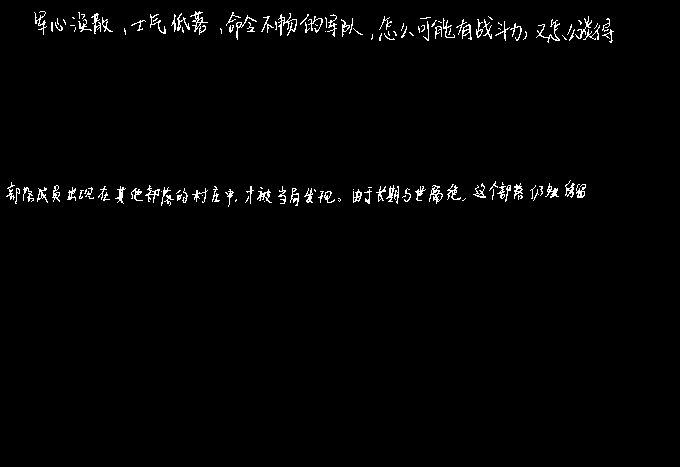 军心涣散，士气低落，命令不畅的军队，怎么可能有战斗力，又怎么谈得
部落成员出现在其他部落的村庄中，才被当局发现。由于长期与世隔绝，这个部落仍然保留